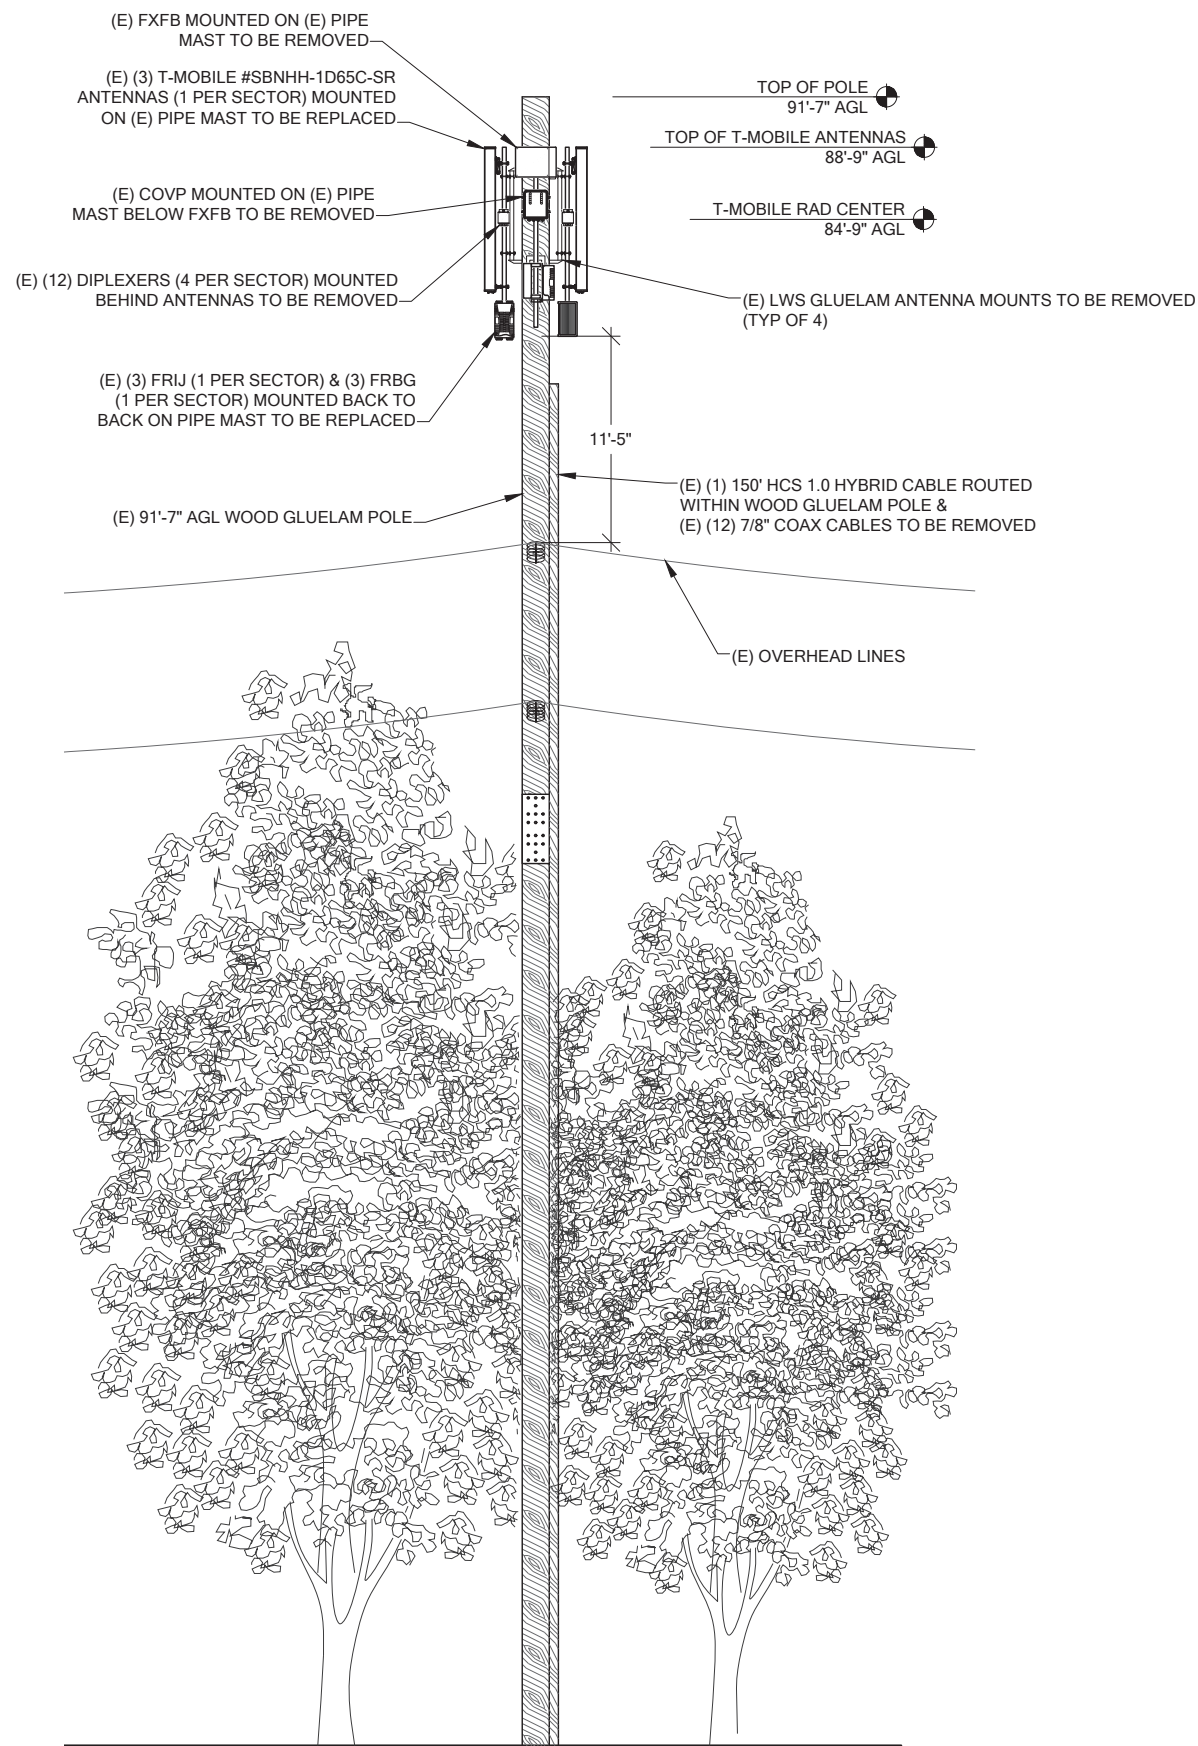 (E) FXFB MOUNTED ON (E) PIPE
MAST TO BE REMOVED
(E) (3) T-MOBILE #SBNHH-1D65C-SR
ANTENNAS (1 PER SECTOR) MOUNTED
ON (E) PIPE MAST TO BE REPLACED
TOP OF POLE
91'-7" AGL
TOP OF T-MOBILE ANTENNAS
88'-9" AGL
(E) COVP MOUNTED ON (E) PIPE
MAST BELOW FXFB TO BE REMOVED
T-MOBILE RAD CENTER
84'-9" AGL
(E) (12) DIPLEXERS (4 PER SECTOR) MOUNTED
BEHIND ANTENNAS TO BE REMOVED
(E) LWS GLUELAM ANTENNA MOUNTS TO BE REMOVED
(TYP OF 4)
(E) (3) FRIJ (1 PER SECTOR) & (3) FRBG
(1 PER SECTOR) MOUNTED BACK TO
BACK ON PIPE MAST TO BE REPLACED
11'-5"
(E) (1) 150' HCS 1.0 HYBRID CABLE ROUTED
WITHIN WOOD GLUELAM POLE &
(E) (12) 7/8" COAX CABLES TO BE REMOVED
(E) 91'-7" AGL WOOD GLUELAM POLE
(E) OVERHEAD LINES